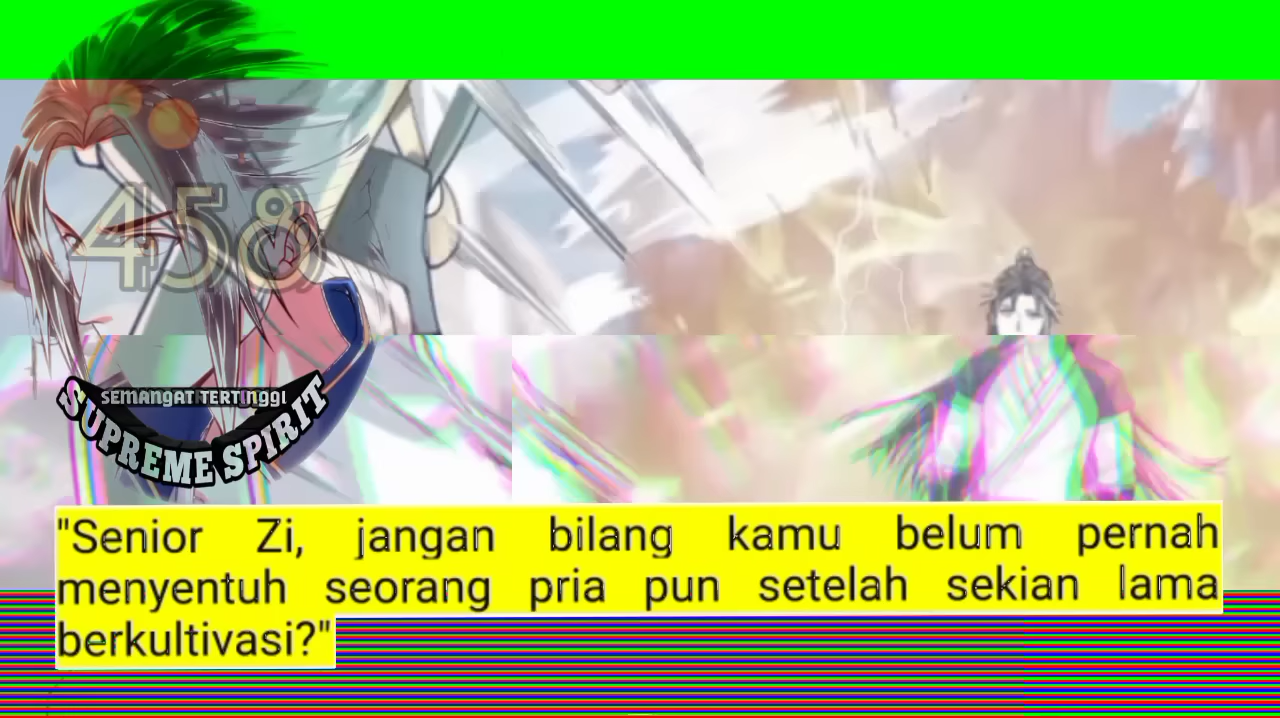 458
SEMANGAT TERTINGGI
SUPREME SPIRIT
"Senior Zi, jangan bilang kamu belum pernah
menyentuh seorang pria pun setelah sekian lama
berkultivasi?"